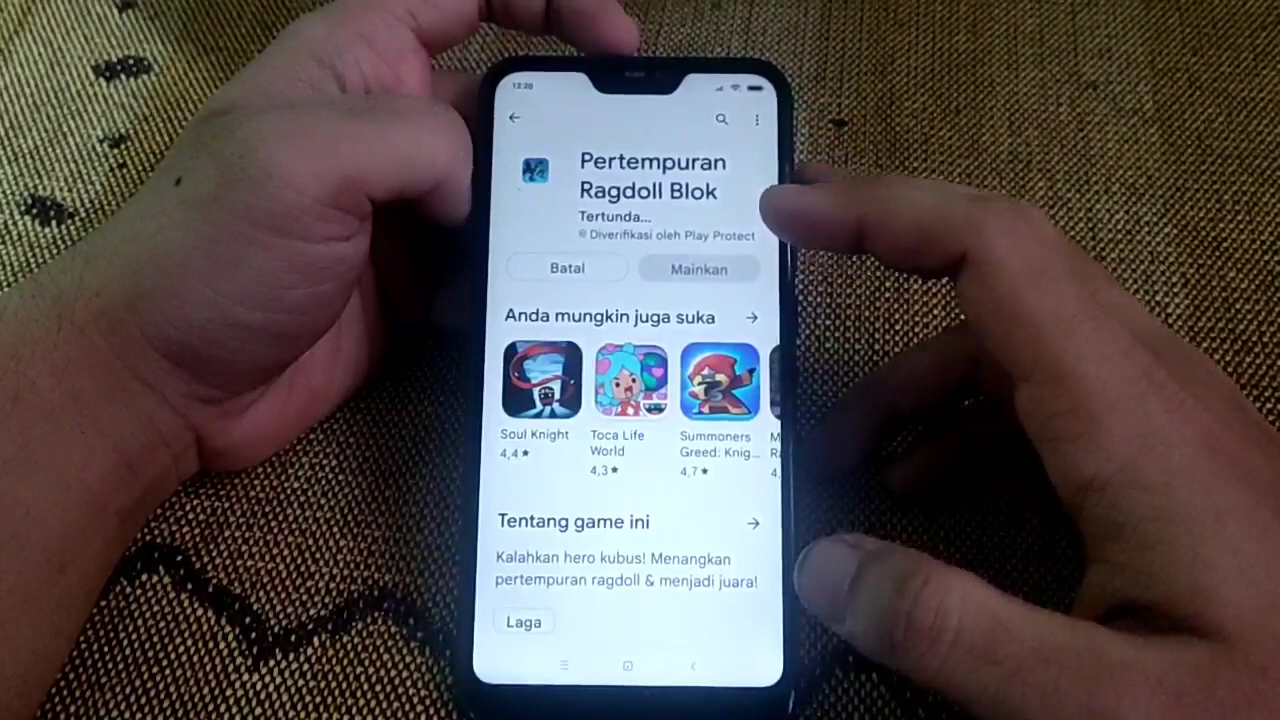 12:20
Pertempuran
Ragdoll Blok
Tertunda...
Diverifikasi oleh Play Protect
Batal
Mainkan
Anda mungkin juga suka
Soul Knight
4,4★
Toca Life
World
4,3★
Summoners
Greed: Knig...
4,7★
M
R
4,
Tentang game ini
Kalahkan hero kubus! Menangkan
pertempuran ragdoll & menjadi juara!
Laga